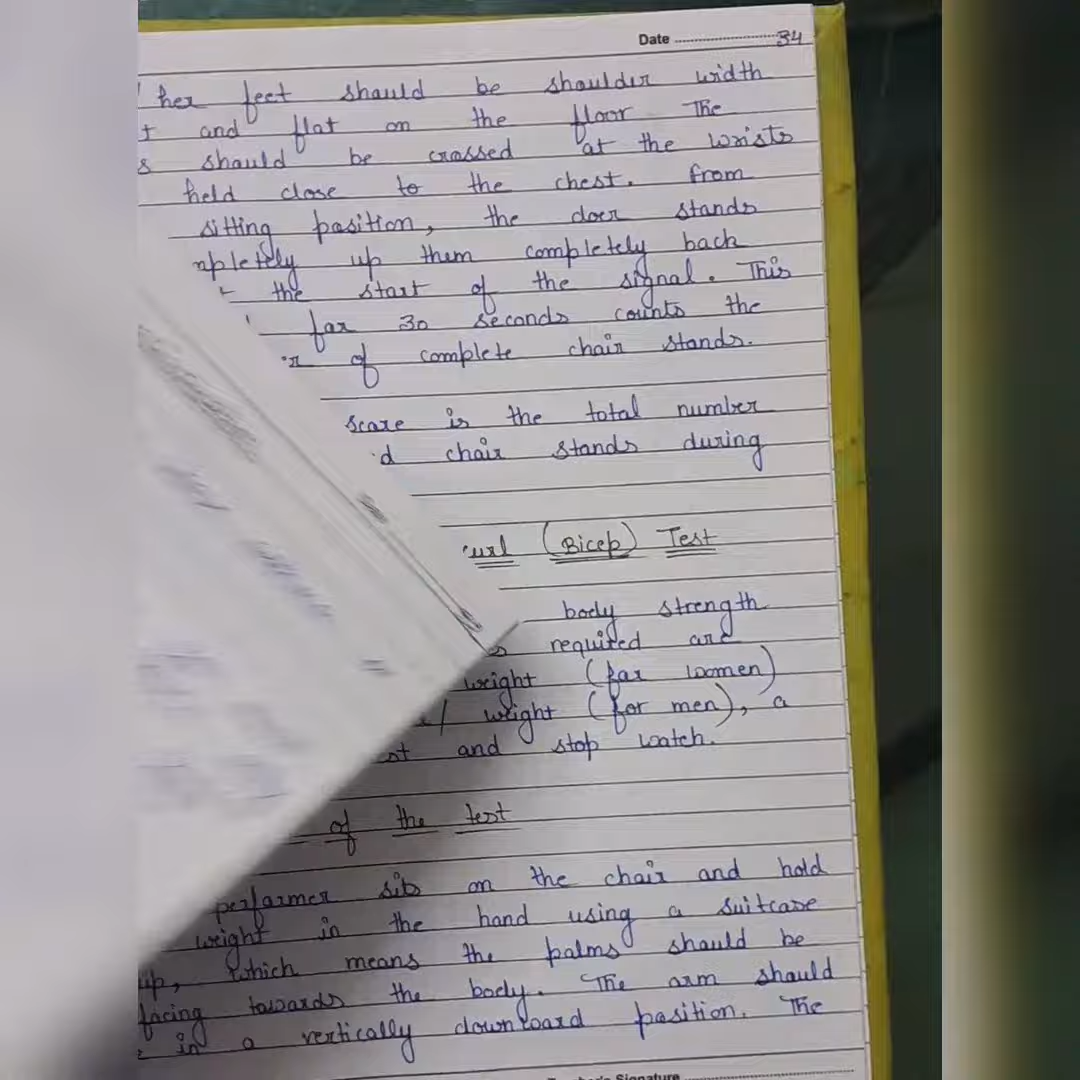 Date 34
her feet should be shoulder width
and flat on the floor The
should be crossed at the wrists
held close to the chest. From
sitting position, the doer stands
up them completely back
the start of the signal. This
for 30 seconds counts the
of complete chair stands.
score is the total number
chair stands during
(Bicep) Test
body strength
required are
weight (for women)
weight (for men), a
and stop watch.
of the test
performer sits on the chair and hold
weight in the hand using a suitcase
which means the palms should be
facing towards the body. The arm should
in a vertically downward position. The